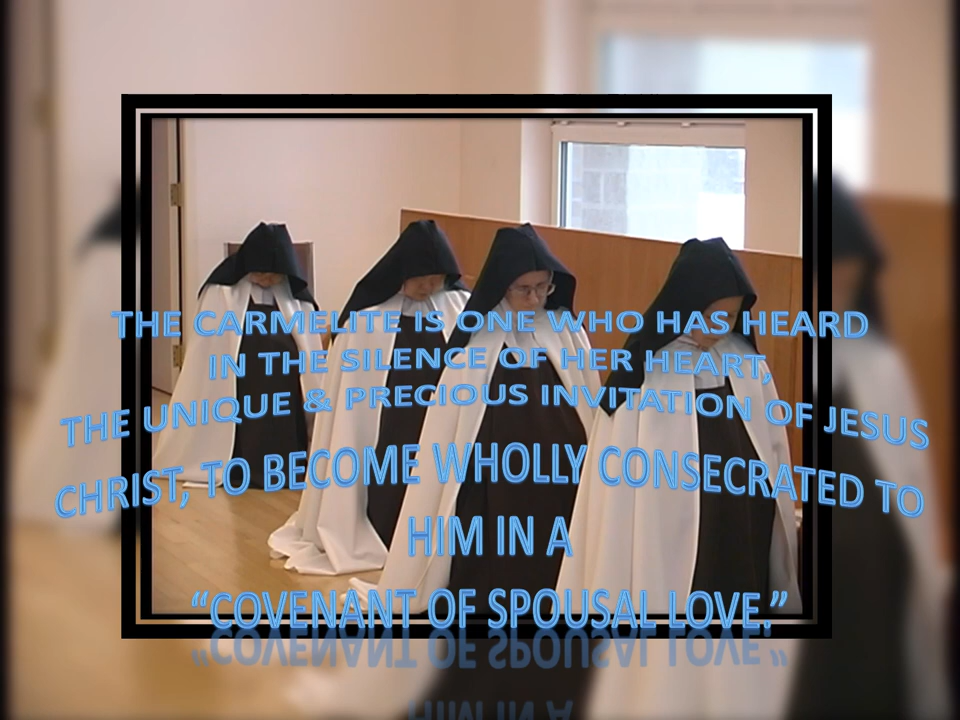 THE CARMELITE IS ONE WHO HAS HEARD
IN THE SILENCE OF HER HEART,
THE UNIQUE & PRECIOUS INVITATION OF JESUS
CHRIST, TO BECOME WHOLLY CONSECRATED TO
HIM IN A
“COVENANT OF SPOUSAL LOVE.”